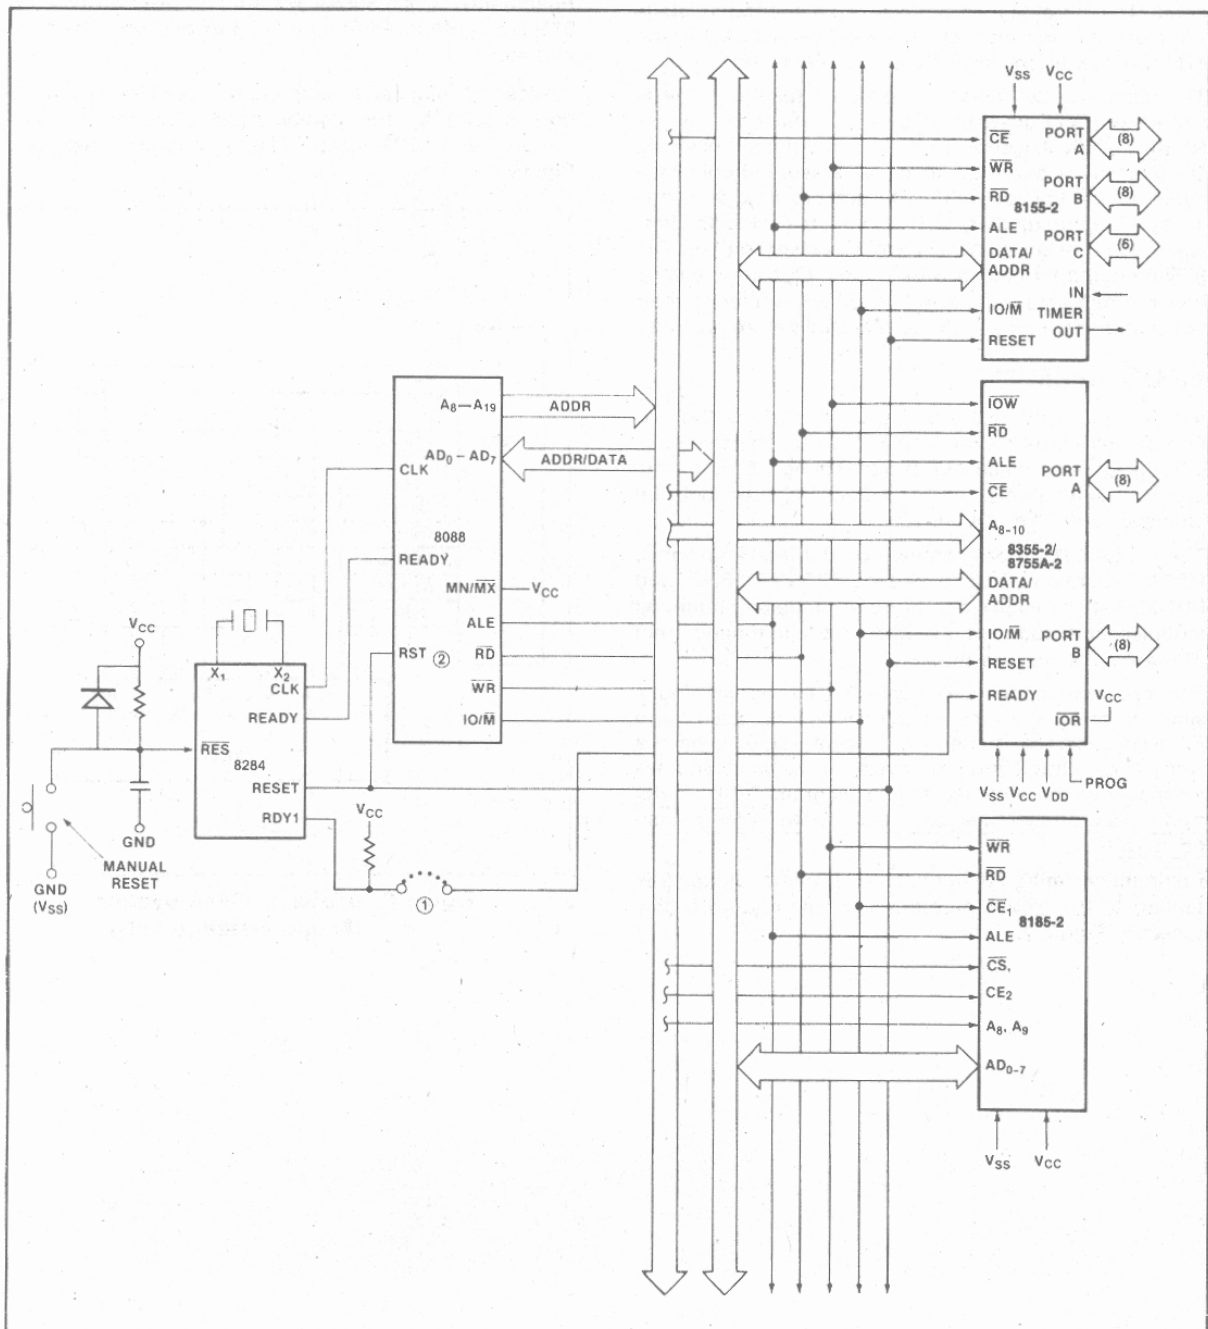 V̅SS VCC
CE̅
WR̅
RD̅
8155-2
ALE
DATA/
ADDR
IO/M̅
RESET
PORT
A
(8)
PORT
B
(8)
PORT
C
(6)
IN
TIMER
OUT
A8—A19
ADDR
AD0 – AD7
ADDR/DATA
CLK
8088
READY
MN/MX̅
VCC
ALE
RST
②
RD̅
WR̅
IO/M̅
VCC
X1
X2
CLK
READY
RES̅
8284
RESET
RDY1
GND
MANUAL
RESET
GND
(VSS)
VCC
①
IOW̅
RD̅
ALE
CE̅
A8-10
8355-2/
8755A-2
DATA/
ADDR
IO/M̅
RESET
READY
PORT
A
(8)
PORT
B
(8)
VCC
IOR̅
VSS VCC VDD
PROG
WR̅
RD̅
CE̅1
8185-2
ALE
CS̅,
CE2
A8, A9
AD0-7
VSS VCC